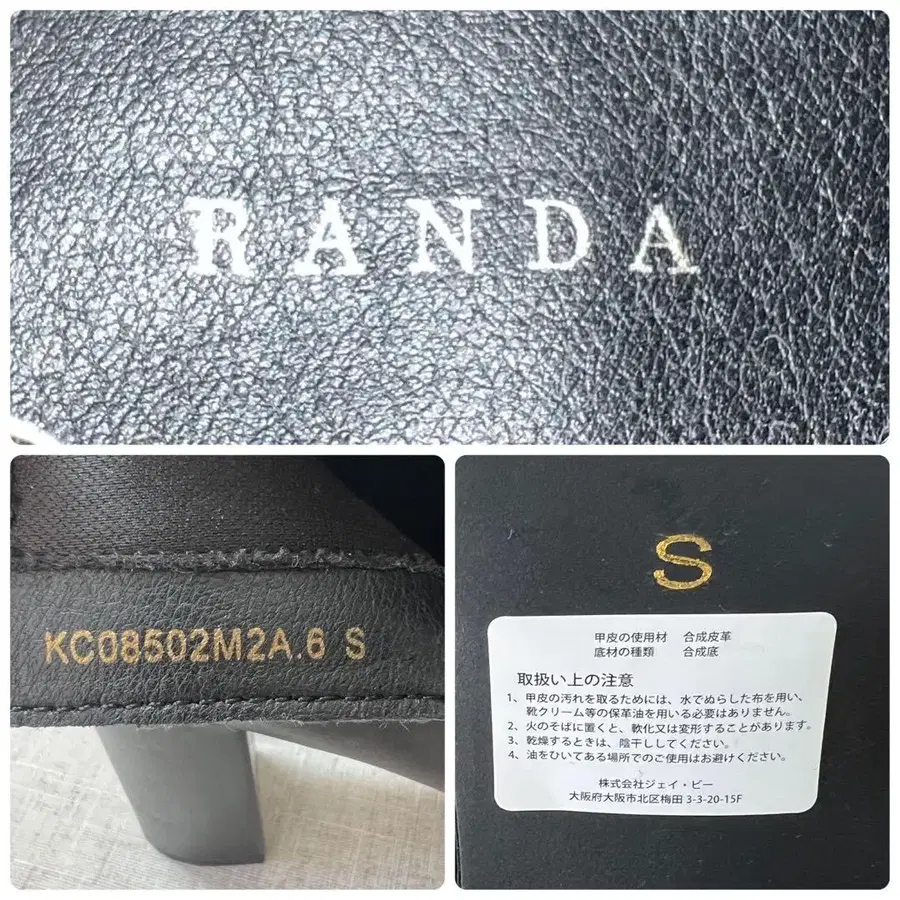 RANDA
KC08502M2A.6 S
S
甲皮の使用材 合成皮革
底材の種類 合成底
取扱い上の注意
1、甲皮の汚れを取るためには、水でぬらした布を用い、
靴クリーム等の保革油を用いる必要はありません。
2、火のそばに置くと、軟化又は変形することがあります。
3、乾燥するときは、陰干ししてください。
4、油をひいてある場所でのご使用はお避けください。
株式会社ジェイ・ビー
大阪府大阪市北区梅田 3-3-20-15F